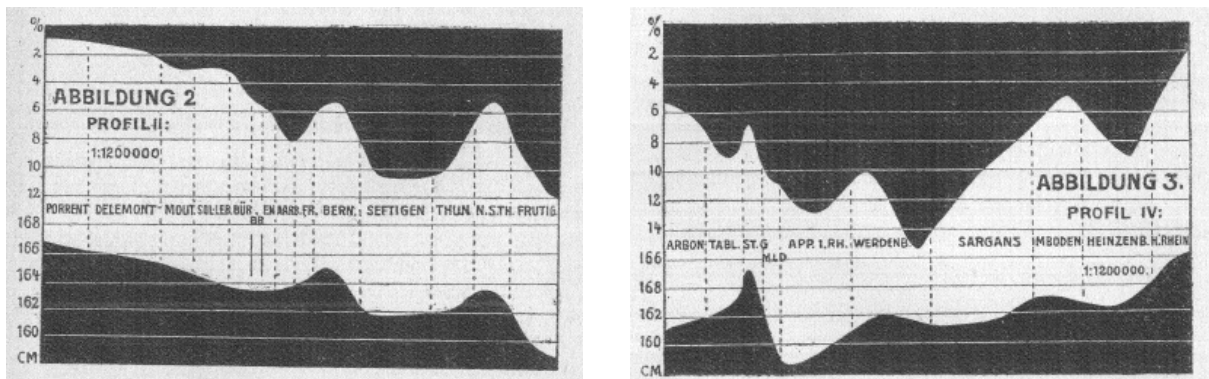 %
2
4
ABBILDUNG 2
6
PROFIL II:
8
1:1200000
10
12
PORRENT. DELEMONT MOUT. SOL-LEB. BÜR. EN AARB. FR. BERN. SEFTIGEN THUN. N.S.TH. FRUTIG.
BR.
168
166
164
162
160
CM
%
2
4
6
8
10
ABBILDUNG 3.
12
PROFIL IV:
14
ARBON TABL. ST.G. APP. I. RH. WERDENB. SARGANS IMBODEN HEINZENB. H.RHEIN
166
1:1200000.
168
162
160
CM